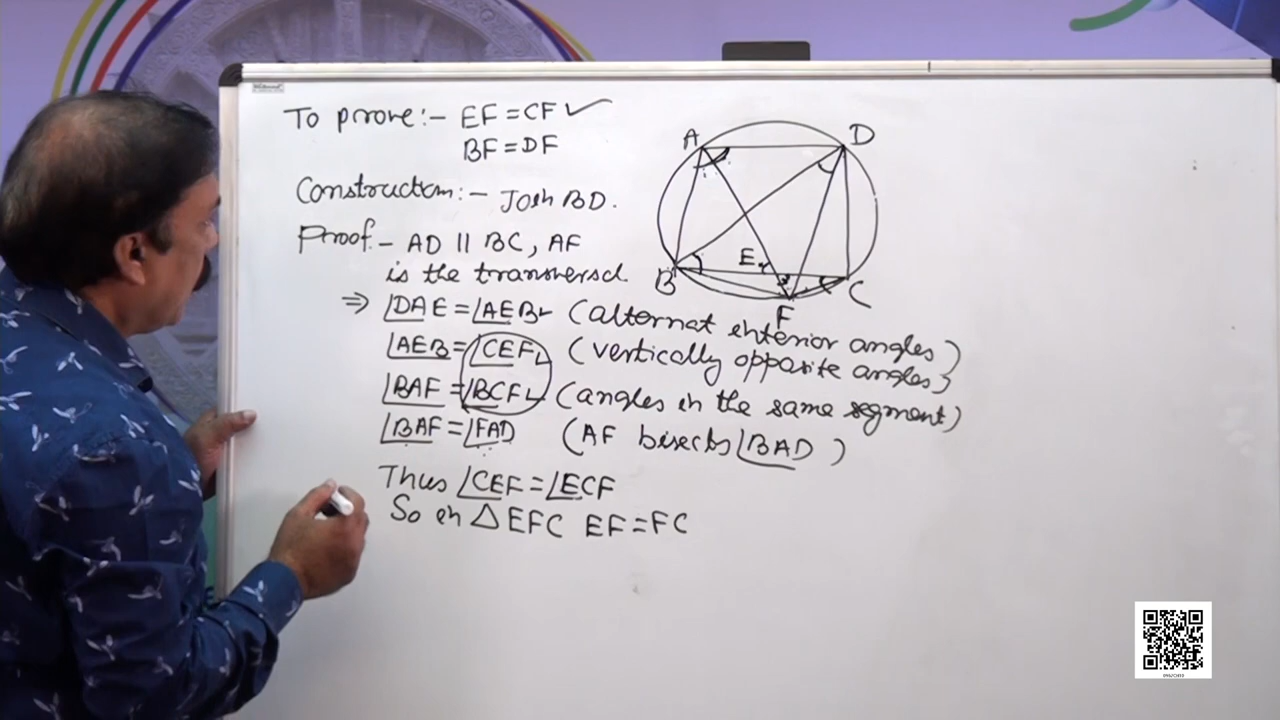 To prove:- EF = CF ✓
BF = DF
Construction:- Join BD.
Proof.- AD || BC, AF
is the transversal
⇒ ∠DAE = ∠AEB (alternat interior angles)
∠AEB = ∠CEF (vertically opposite angles)
∠BAF = ∠BCF (angles in the same segment)
∠BAF = ∠FAD (AF bisects ∠BAD)
Thus ∠CEF = ∠ECF
So in △EFC EF = FC
A
D
B
E
C
F